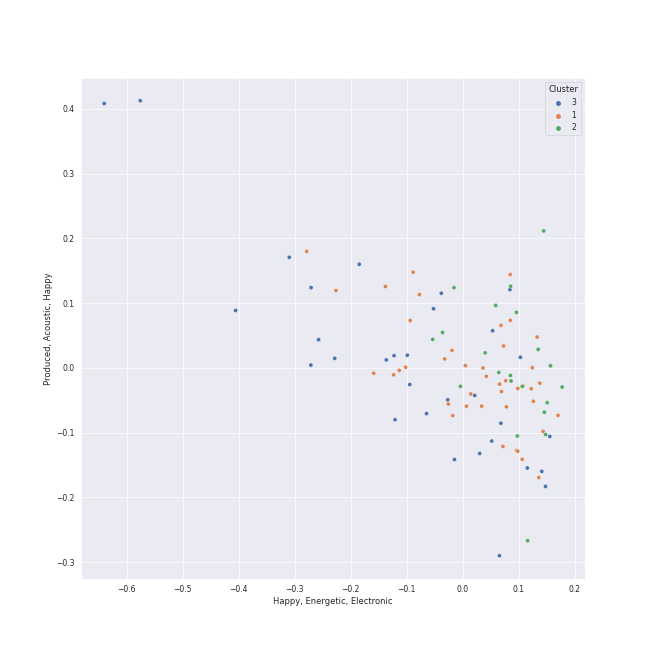 Cluster
3
1
2
0.4
0.3
0.2
0.1
0.0
−0.1
−0.2
−0.3
Produced, Acoustic, Happy
−0.6 −0.5 −0.4 −0.3 −0.2 −0.1 0.0 0.1 0.2
Happy, Energetic, Electronic